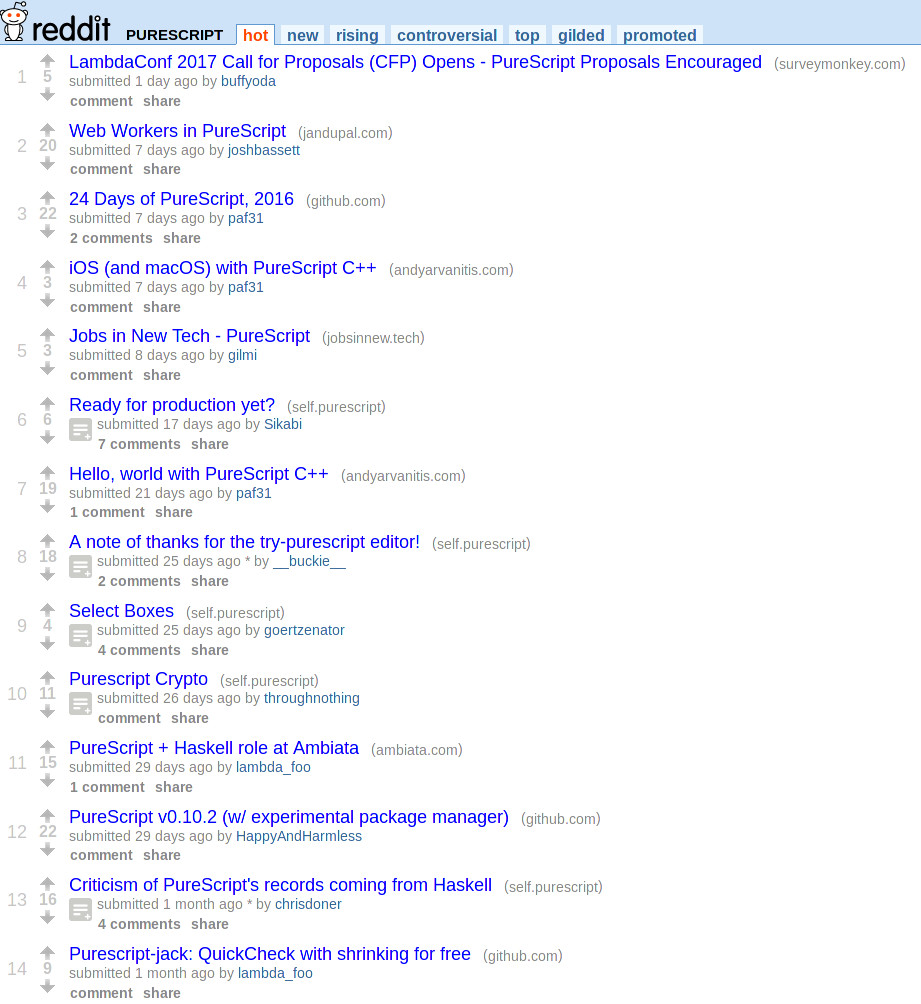 reddit PURESCRIPT hot new rising controversial top gilded promoted
LambdaConf 2017 Call for Proposals (CFP) Opens - PureScript Proposals Encouraged (surveymonkey.com)
1 5 submitted 1 day ago by buffyoda
comment share
Web Workers in PureScript (jandupal.com)
2 20 submitted 7 days ago by joshbassett
comment share
24 Days of PureScript, 2016 (github.com)
3 22 submitted 7 days ago by paf31
2 comments share
iOS (and macOS) with PureScript C++ (andyarvanitis.com)
4 3 submitted 7 days ago by paf31
comment share
Jobs in New Tech - PureScript (jobsinnew.tech)
5 3 submitted 8 days ago by gilmi
comment share
Ready for production yet? (self.purescript)
6 6 submitted 17 days ago by Sikabi
7 comments share
Hello, world with PureScript C++ (andyarvanitis.com)
7 19 submitted 21 days ago by paf31
1 comment share
A note of thanks for the try-purescript editor! (self.purescript)
8 18 submitted 25 days ago * by __buckie__
2 comments share
Select Boxes (self.purescript)
9 4 submitted 25 days ago by goertzenator
4 comments share
Purescript Crypto (self.purescript)
10 11 submitted 26 days ago by throughnothing
comment share
PureScript + Haskell role at Ambiata (ambiata.com)
11 15 submitted 29 days ago by lambda_foo
1 comment share
PureScript v0.10.2 (w/ experimental package manager) (github.com)
12 22 submitted 29 days ago by HappyAndHarmless
comment share
Criticism of PureScript's records coming from Haskell (self.purescript)
13 16 submitted 1 month ago * by chrisdoner
4 comments share
Purescript-jack: QuickCheck with shrinking for free (github.com)
14 9 submitted 1 month ago by lambda_foo
comment share